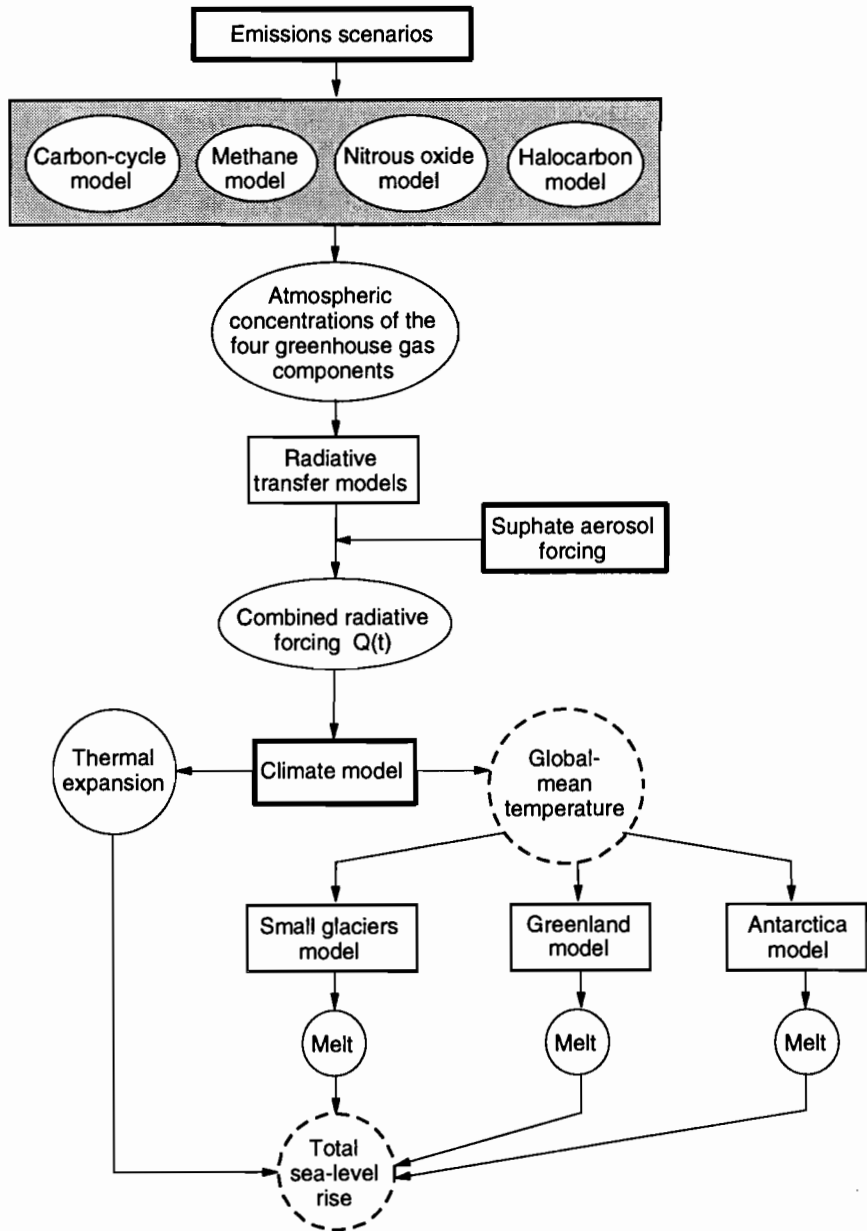 Emissions scenarios
Carbon-cycle
model
Methane
model
Nitrous oxide
model
Halocarbon
model
Atmospheric
concentrations of the
four greenhouse gas
components
Radiative
transfer models
Suphate aerosol
forcing
Combined radiative
forcing Q(t)
Thermal
expansion
Climate model
Global-
mean
temperature
Small glaciers
model
Greenland
model
Antarctica
model
Melt
Melt
Melt
Total
sea-level
rise